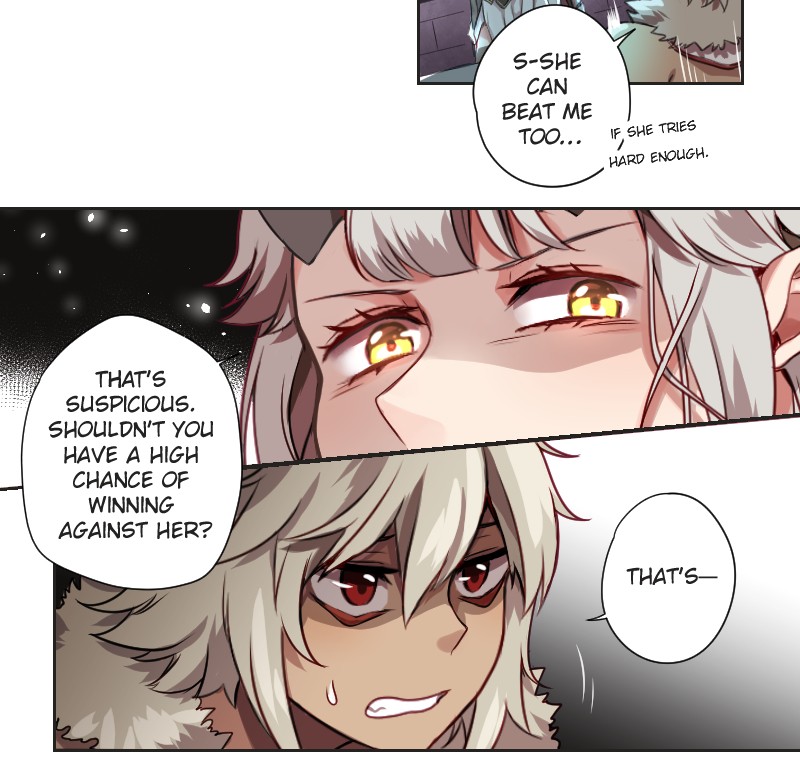 S-SHE
CAN
BEAT ME
TOO...
IF SHE TRIES
HARD ENOUGH.
THAT'S
SUSPICIOUS.
SHOULDN'T YOU
HAVE A HIGH
CHANCE OF
WINNING
AGAINST HER?
THAT'S—